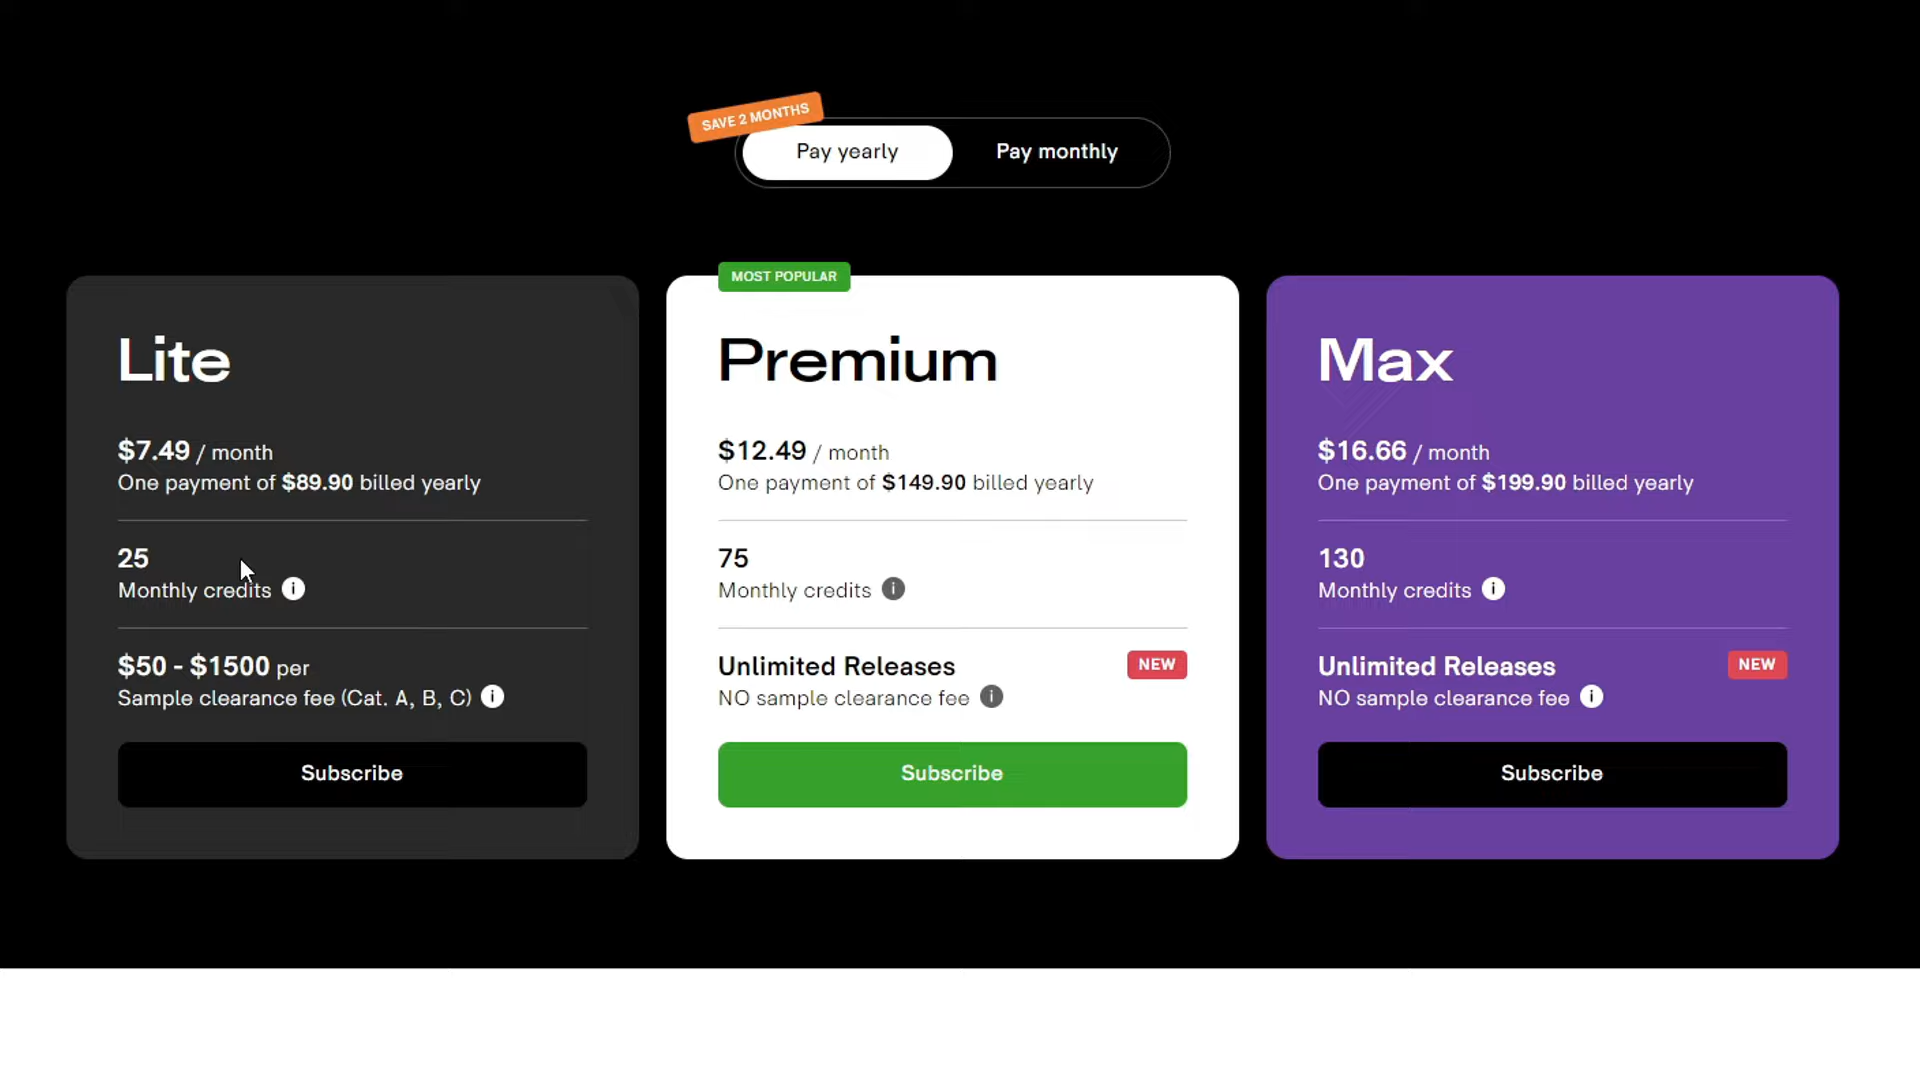 SAVE 2 MONTHS
Pay yearly
Pay monthly
Lite
$7.49 / month
One payment of $89.90 billed yearly
25
Monthly credits
$50 - $1500 per
Sample clearance fee (Cat. A, B, C)
Subscribe
MOST POPULAR
Premium
$12.49 / month
One payment of $149.90 billed yearly
75
Monthly credits
Unlimited Releases NEW
NO sample clearance fee
Subscribe
Max
$16.66 / month
One payment of $199.90 billed yearly
130
Monthly credits
Unlimited Releases NEW
NO sample clearance fee
Subscribe